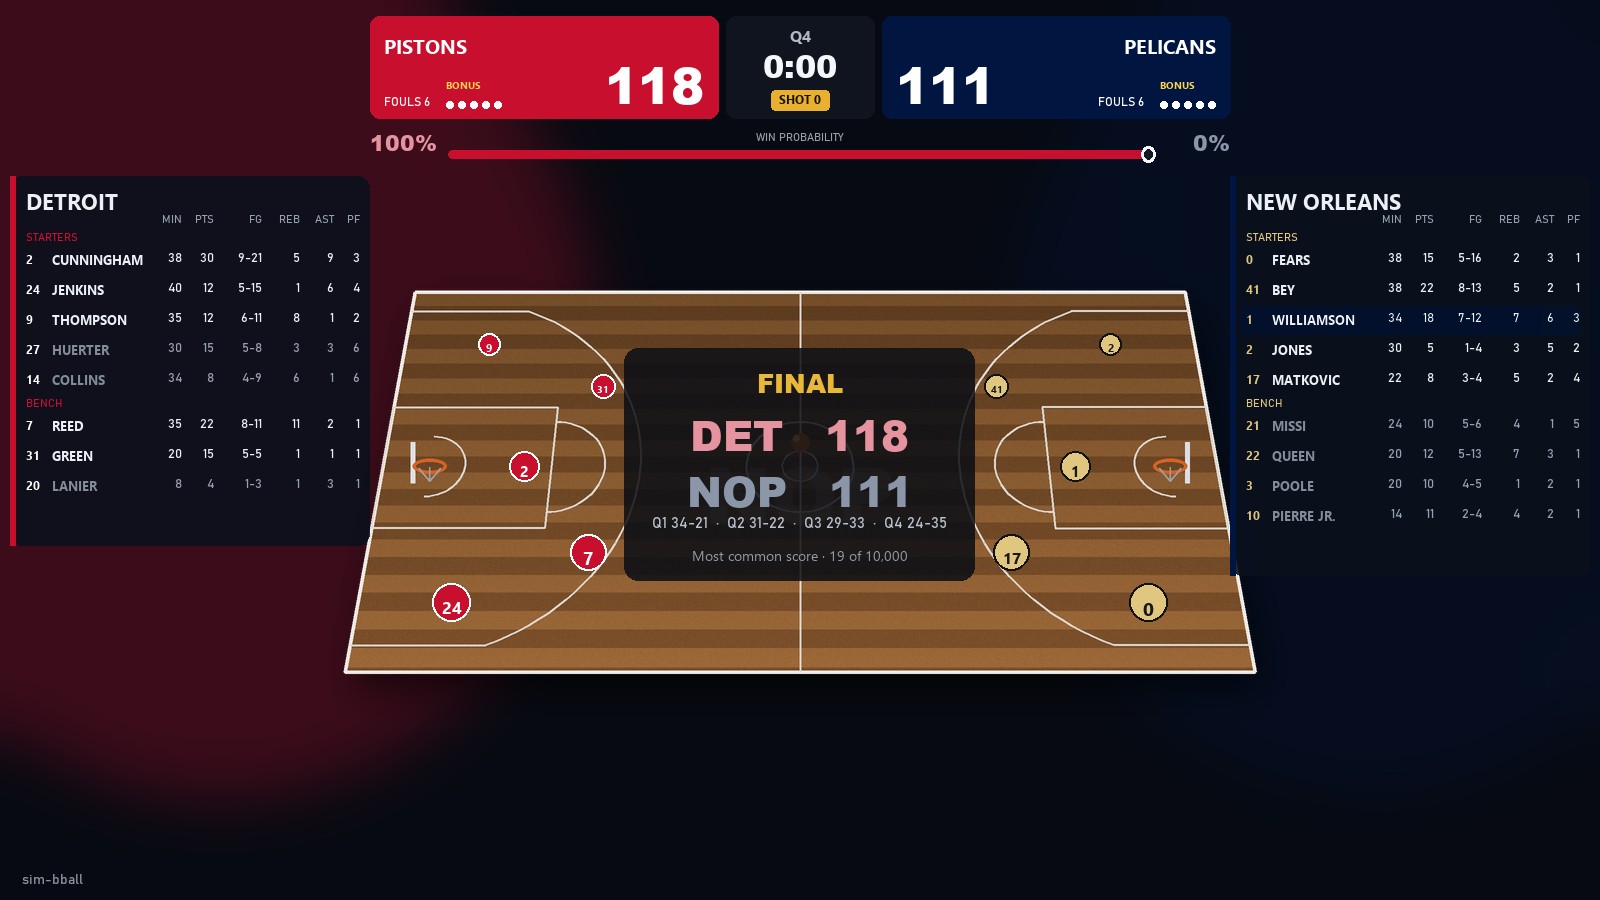 PISTONS
BONUS
FOULS 6
118
Q4
0:00
SHOT 0
PELICANS
111
BONUS
FOULS 6
100%
WIN PROBABILITY
0%
DETROIT
MIN PTS FG REB AST PF
STARTERS
2 CUNNINGHAM 38 30 9-21 5 9 3
24 JENKINS 40 12 5-15 1 6 4
9 THOMPSON 35 12 6-11 8 1 2
27 HUERTER 30 15 5-8 3 3 6
14 COLLINS 34 8 4-9 6 1 6
BENCH
7 REED 35 22 8-11 11 2 1
31 GREEN 20 15 5-5 1 1 1
20 LANIER 8 4 1-3 1 3 1
NEW ORLEANS
MIN PTS FG REB AST PF
STARTERS
0 FEARS 38 15 5-16 2 3 1
41 BEY 38 22 8-13 5 2 1
1 WILLIAMSON 34 18 7-12 7 6 3
2 JONES 30 5 1-4 3 5 2
17 MATKOVIC 22 8 3-4 5 2 4
BENCH
21 MISSI 24 10 5-6 4 1 5
22 QUEEN 20 12 5-13 7 3 1
3 POOLE 20 10 4-5 1 2 1
10 PIERRE JR. 14 11 2-4 4 2 1
9
31
2
7
24
FINAL
DET 118
NOP 111
Q1 34-21 · Q2 31-22 · Q3 29-33 · Q4 24-35
Most common score · 19 of 10,000
2
41
1
17
0
sim-bball